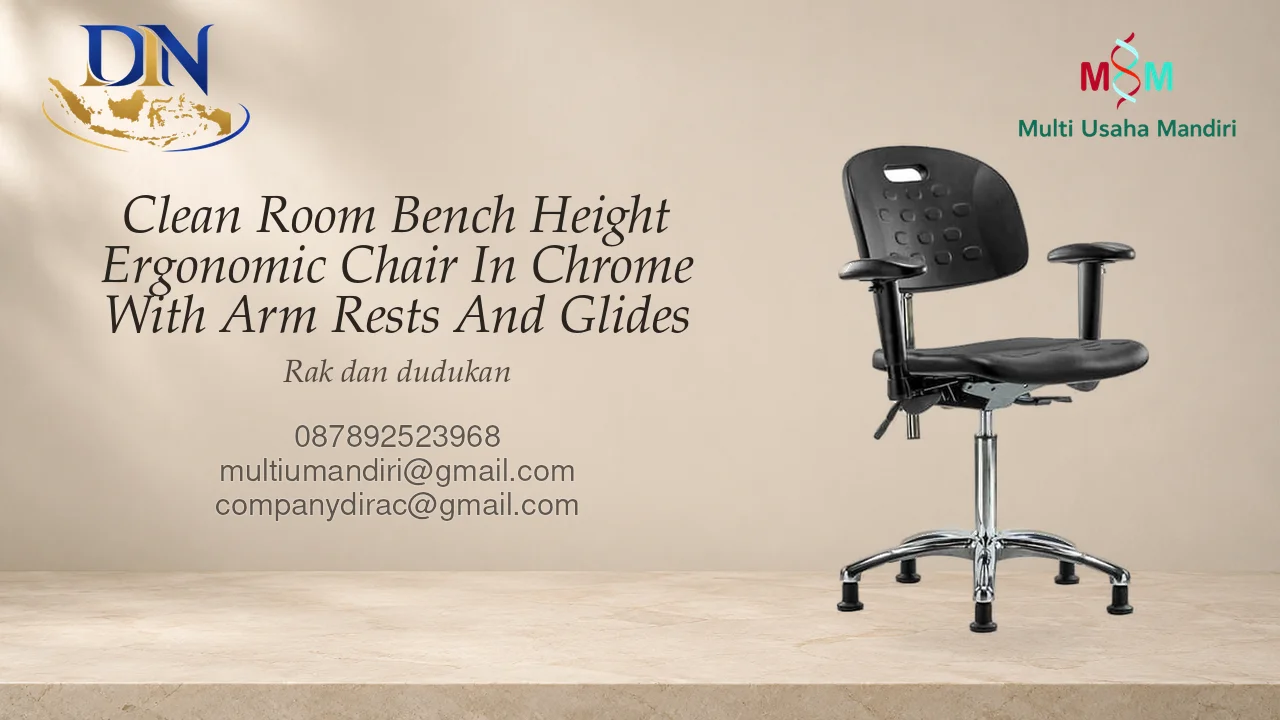 DN
M M
Multi Usaha Mandiri
Clean Room Bench Height
Ergonomic Chair In Chrome
With Arm Rests And Glides
Rak dan dudukan
087892523968
multiumandiri@gmail.com
companydirac@gmail.com